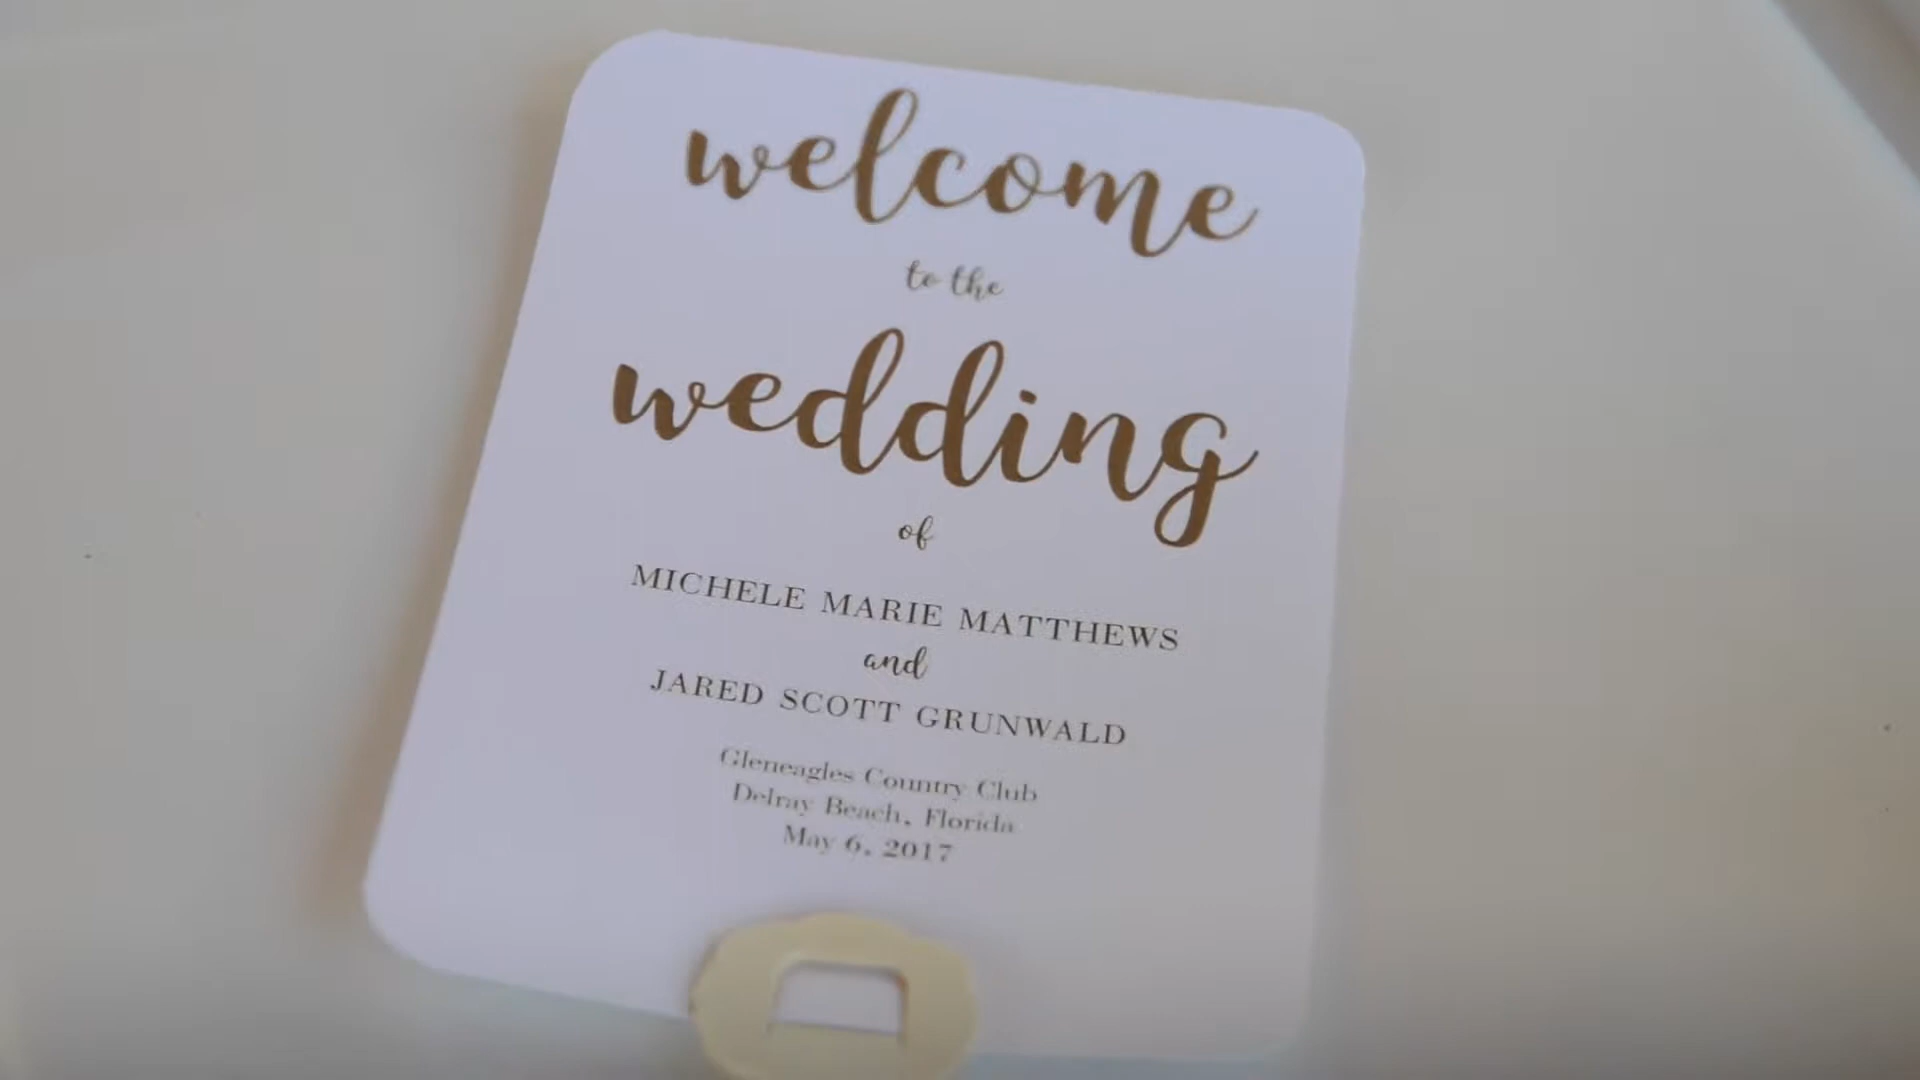 welcome
to the
wedding
of
MICHELE MARIE MATTHEWS
and
JARED SCOTT GRUNWALD
Gleneagles Country Club
Delray Beach, Florida
May 6, 2017